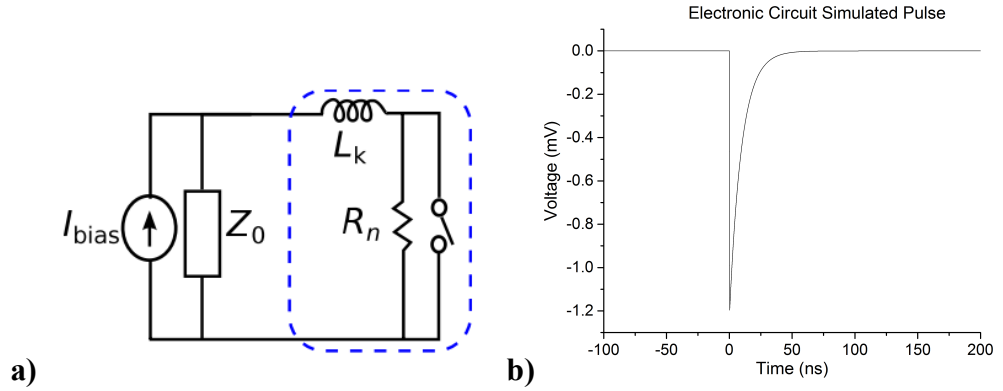 a)
I_bias
Z_0
L_k
R_n
b)
Electronic Circuit Simulated Pulse
Voltage (mV)
0.0
-0.2
-0.4
-0.6
-0.8
-1.0
-1.2
-100 -50 0 50 100 150 200
Time (ns)